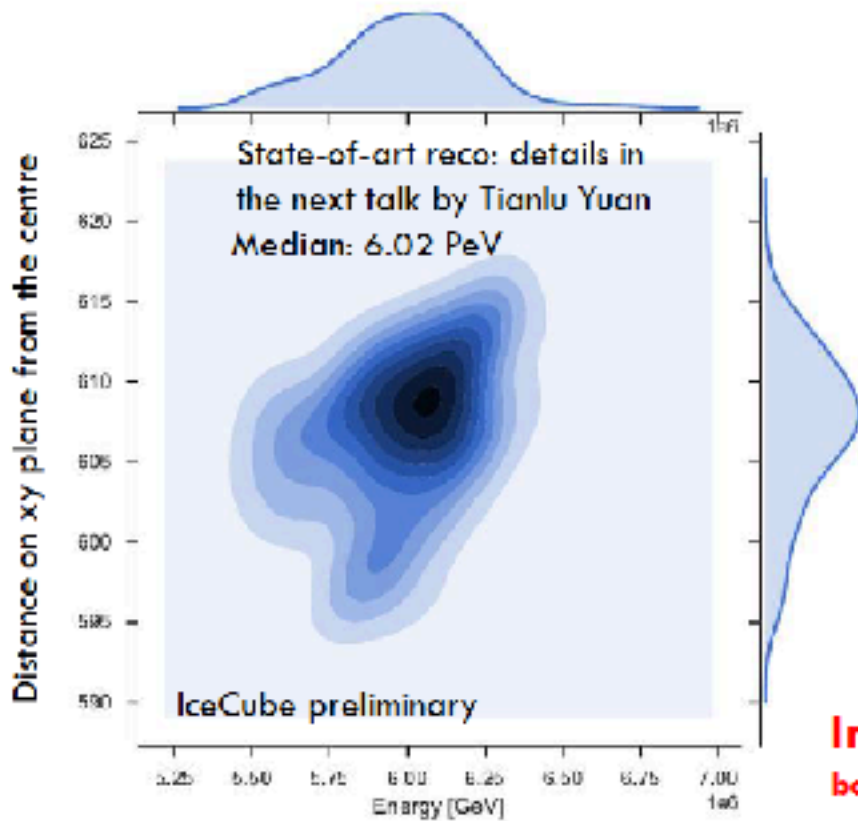 625
620
615
610
605
600
595
590
Distance on xy plane from the centre
State-of-art reco: details in
the next talk by Tianlu Yuan
Median: 6.02 PeV
IceCube preliminary
5.25 5.50 5.75 6.00 6.25 6.50 6.75 7.00
1e6
Energy [GeV]